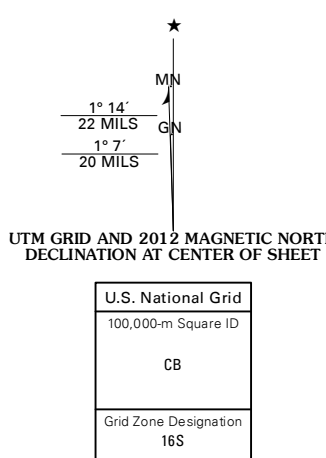 ★
MN
1° 14´
22 MILS
GN
1° 7´
20 MILS
UTM GRID AND 2012 MAGNETIC NORT
DECLINATION AT CENTER OF SHEET
U.S. National Grid
100,000-m Square ID
CB
Grid Zone Designation
16S